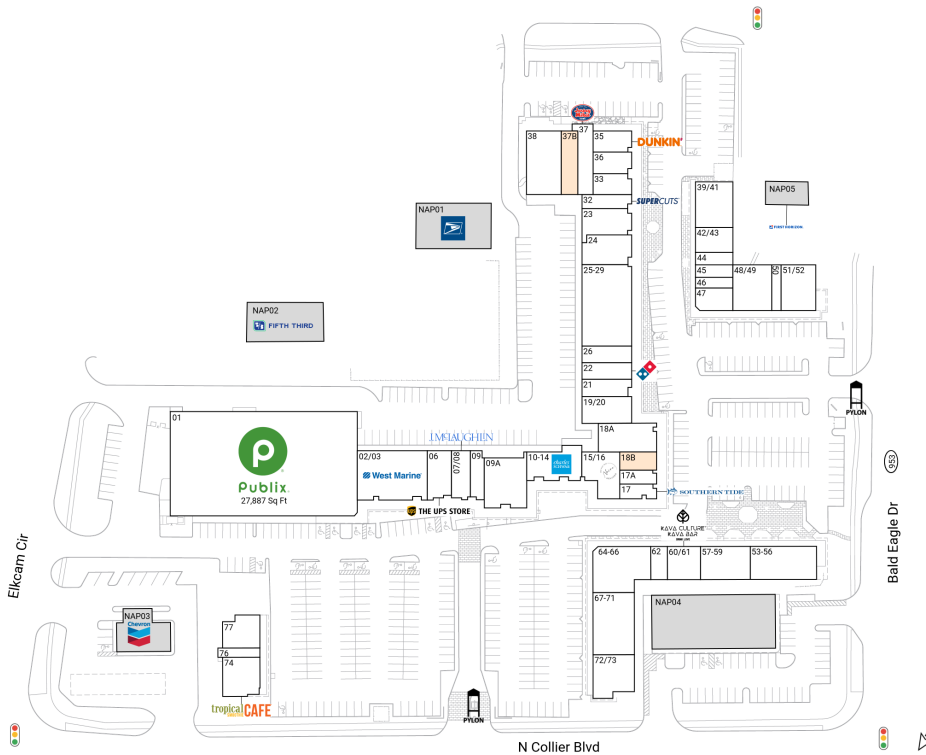 37
38
37B
35
DUNKIN'
36
33
32
SUPERCUTS
23
24
25-29
26
22
21
19/20
18A
39/41
NAP05
FIRST HORIZON
42/43
44
45
46
47
48/49
50
51/52
NAP01
NAP02
FIFTH THIRD
PYLON
953
Bald Eagle Dr
01
Publix
27,887 Sq Ft
J.McLAUGHLIN
02/03
West Marine
06
07/08
09
09A
10-14
charles
SCHWAB
15/16
18B
17A
17
SOUTHERN TIDE
THE UPS STORE
KAVA CULTURE
KAVA BAR
64-66
62
60/61
57-59
53-56
67-71
NAP04
72/73
Elkcam Cir
NAP03
Chevron
77
76
74
tropical
CAFE
PYLON
N Collier Blvd